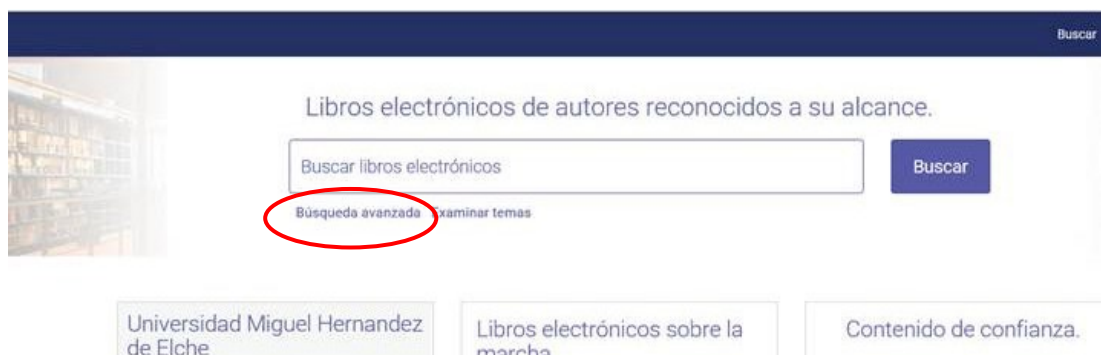 Buscar
Libros electrónicos de autores reconocidos a su alcance.
Buscar libros electrónicos
Buscar
Búsqueda avanzada Examinar temas
Universidad Miguel Hernandez
de Elche
Libros electrónicos sobre la
marcha
Contenido de confianza.